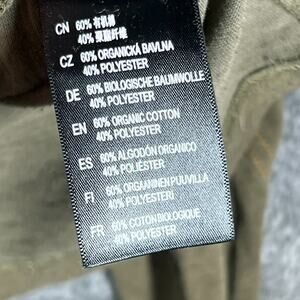 CN 60% 有机棉
40% 聚酯纤维
CZ 60% ORGANICKÁ BAVLNA
40% POLYESTER
DE 60% BIOLOGISCHE BAUMWOLLE
40% POLYESTER
EN 60% ORGANIC COTTON
40% POLYESTER
ES 60% ALGODÓN ORGANICO
40% POLIÉSTER
FI 60% ORGAANINEN PUUVILLA
40% POLYESTERI
FR 60% COTON BIOLOGIQUE
40% POLYESTER